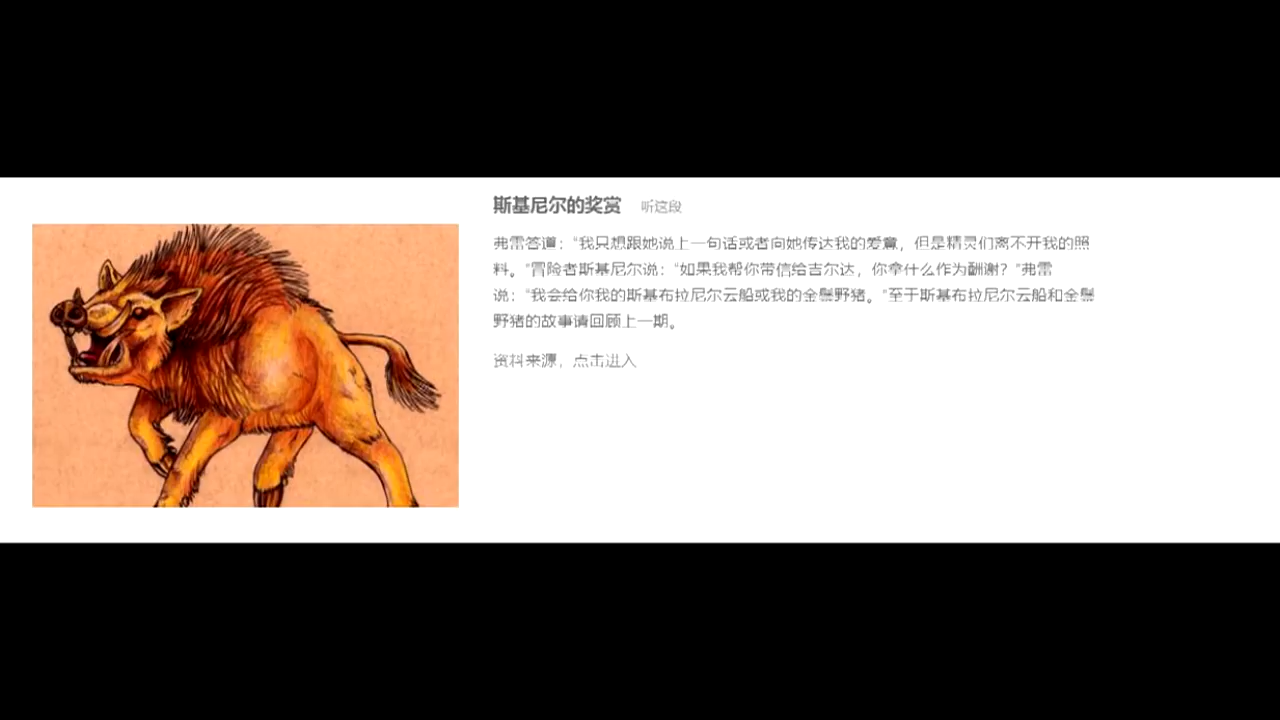 斯基尼尔的奖赏 听这段
弗雷答道：“我只想跟她说上一句话或者向她传达我的爱意，但是精灵们离不开我的照
料。”冒险者斯基尼尔说：“如果我帮你带信给吉尔达，你拿什么作为酬谢？”弗雷
说：“我会给你我的斯基布拉尼尔云船或我的金鬃野猪。”至于斯基布拉尼尔云船和金鬃
野猪的故事请回顾上一期。
资料来源，点击进入